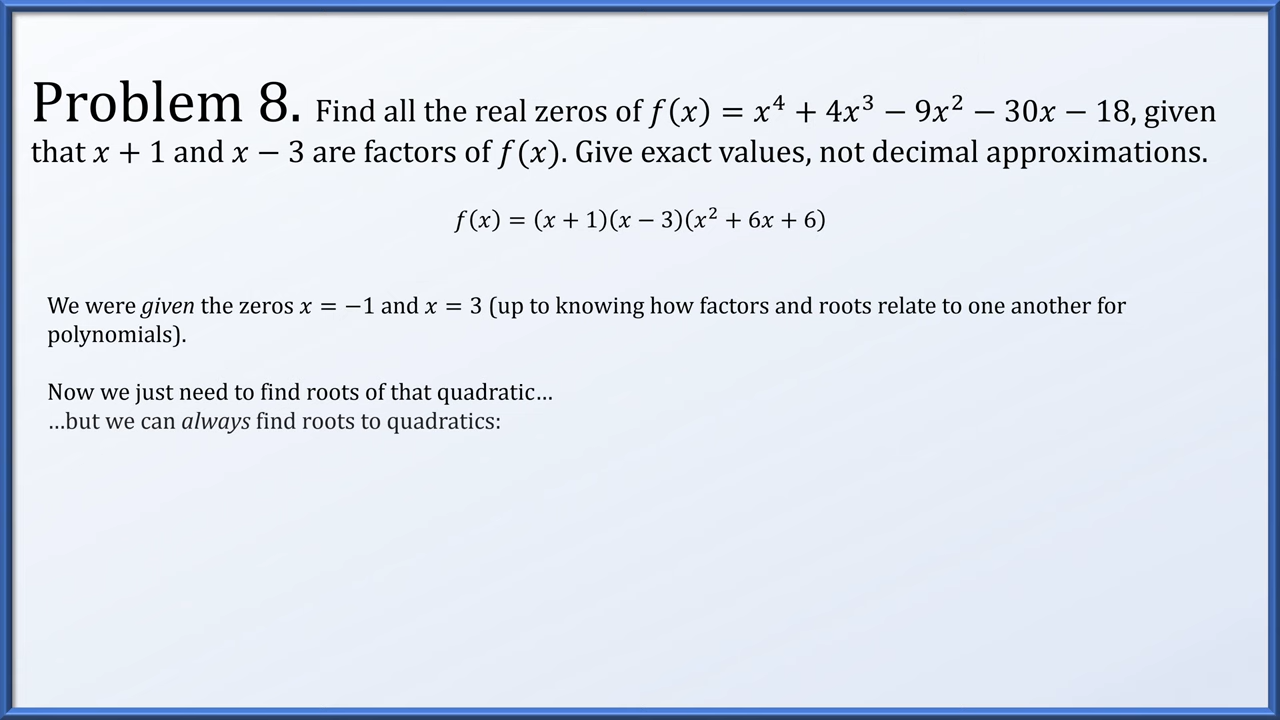 Problem 8. Find all the real zeros of f(x) = x⁴ + 4x³ − 9x² − 30x − 18, given
that x + 1 and x − 3 are factors of f(x). Give exact values, not decimal approximations.
f(x) = (x + 1)(x − 3)(x² + 6x + 6)
We were given the zeros x = −1 and x = 3 (up to knowing how factors and roots relate to one another for
polynomials).
Now we just need to find roots of that quadratic…
…but we can always find roots to quadratics: